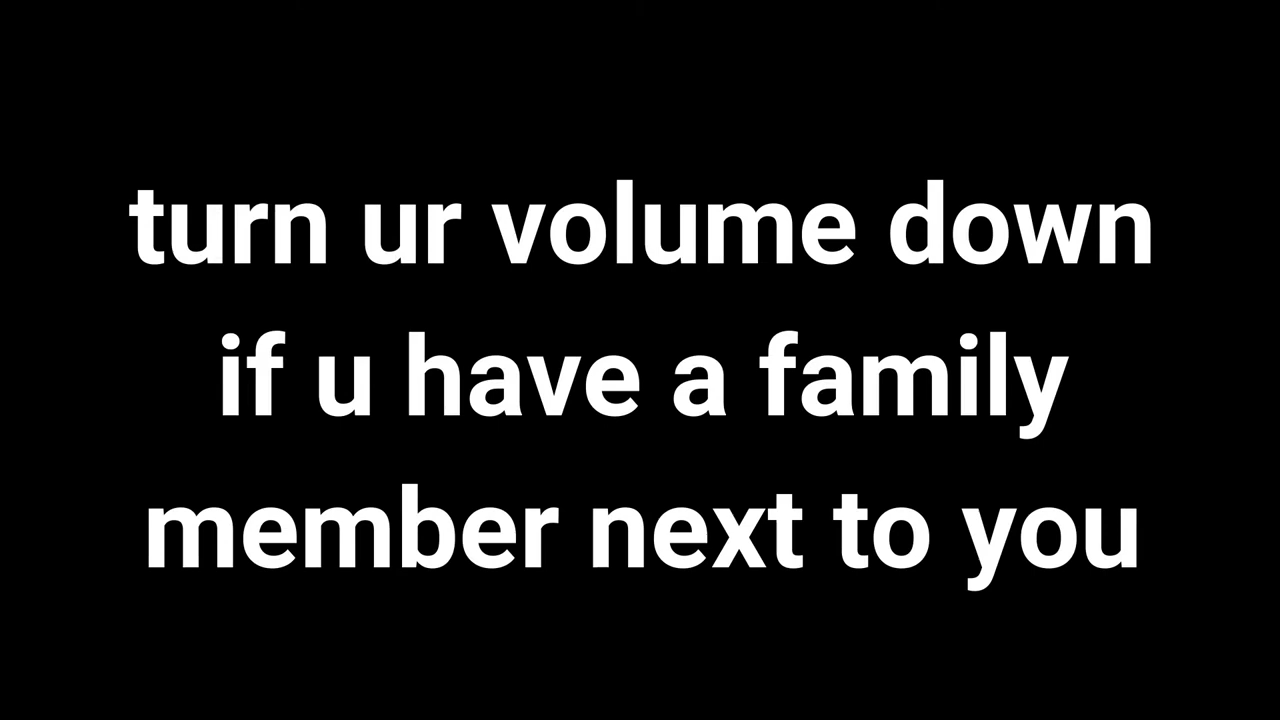 turn ur volume down
if u have a family
member next to you